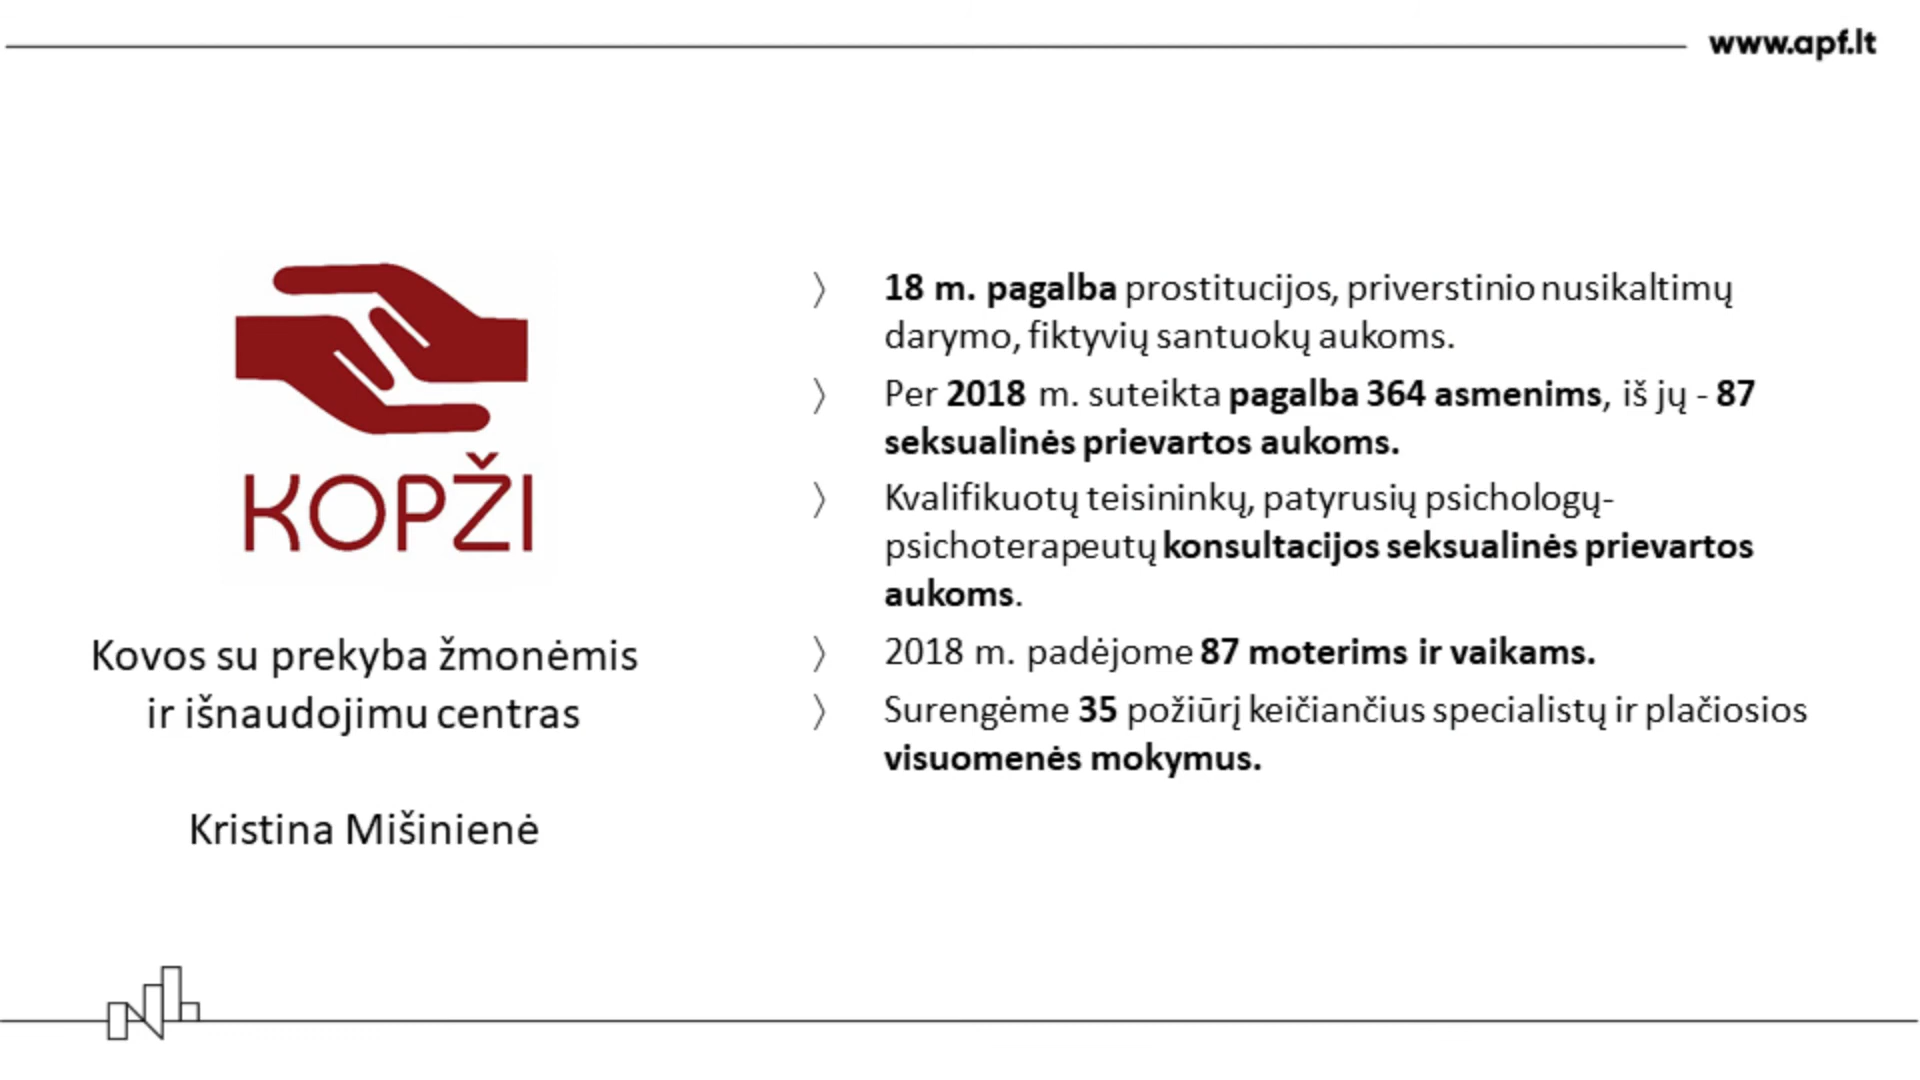 www.apf.lt
KOPŽI
Kovos su prekyba žmonėmis
ir išnaudojimu centras
Kristina Mišinienė
〉 18 m. pagalba prostitucijos, priverstinio nusikaltimų
darymo, fiktyvių santuokų aukoms.
〉 Per 2018 m. suteikta pagalba 364 asmenims, iš jų - 87
seksualinės prievartos aukoms.
〉 Kvalifikuotų teisininkų, patyrusių psichologų-
psichoterapeutų konsultacijos seksualinės prievartos
aukoms.
〉 2018 m. padėjome 87 moterims ir vaikams.
〉 Surengėme 35 požiūrį keičiančius specialistų ir plačiosios
visuomenės mokymus.